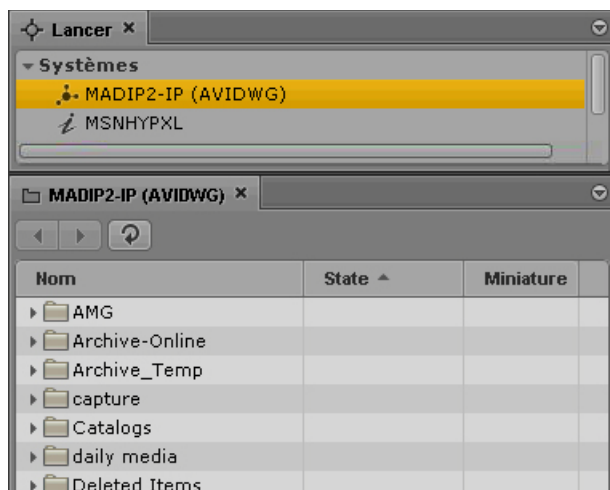 Lancer
Systèmes
MADIP2-IP (AVIDWG)
MSNHYPXL
MADIP2-IP (AVIDWG)
Nom State Miniature
AMG
Archive-Online
Archive_Temp
capture
Catalogs
daily media
Deleted Items